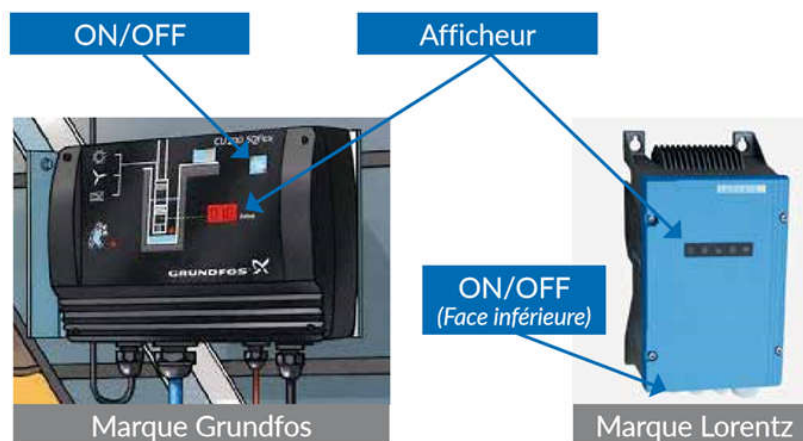 ON/OFF
Afficheur
CU 200 SQFlex
GRUNDFOS
ON/OFF
(Face inférieure)
Marque Grundfos
Marque Lorentz